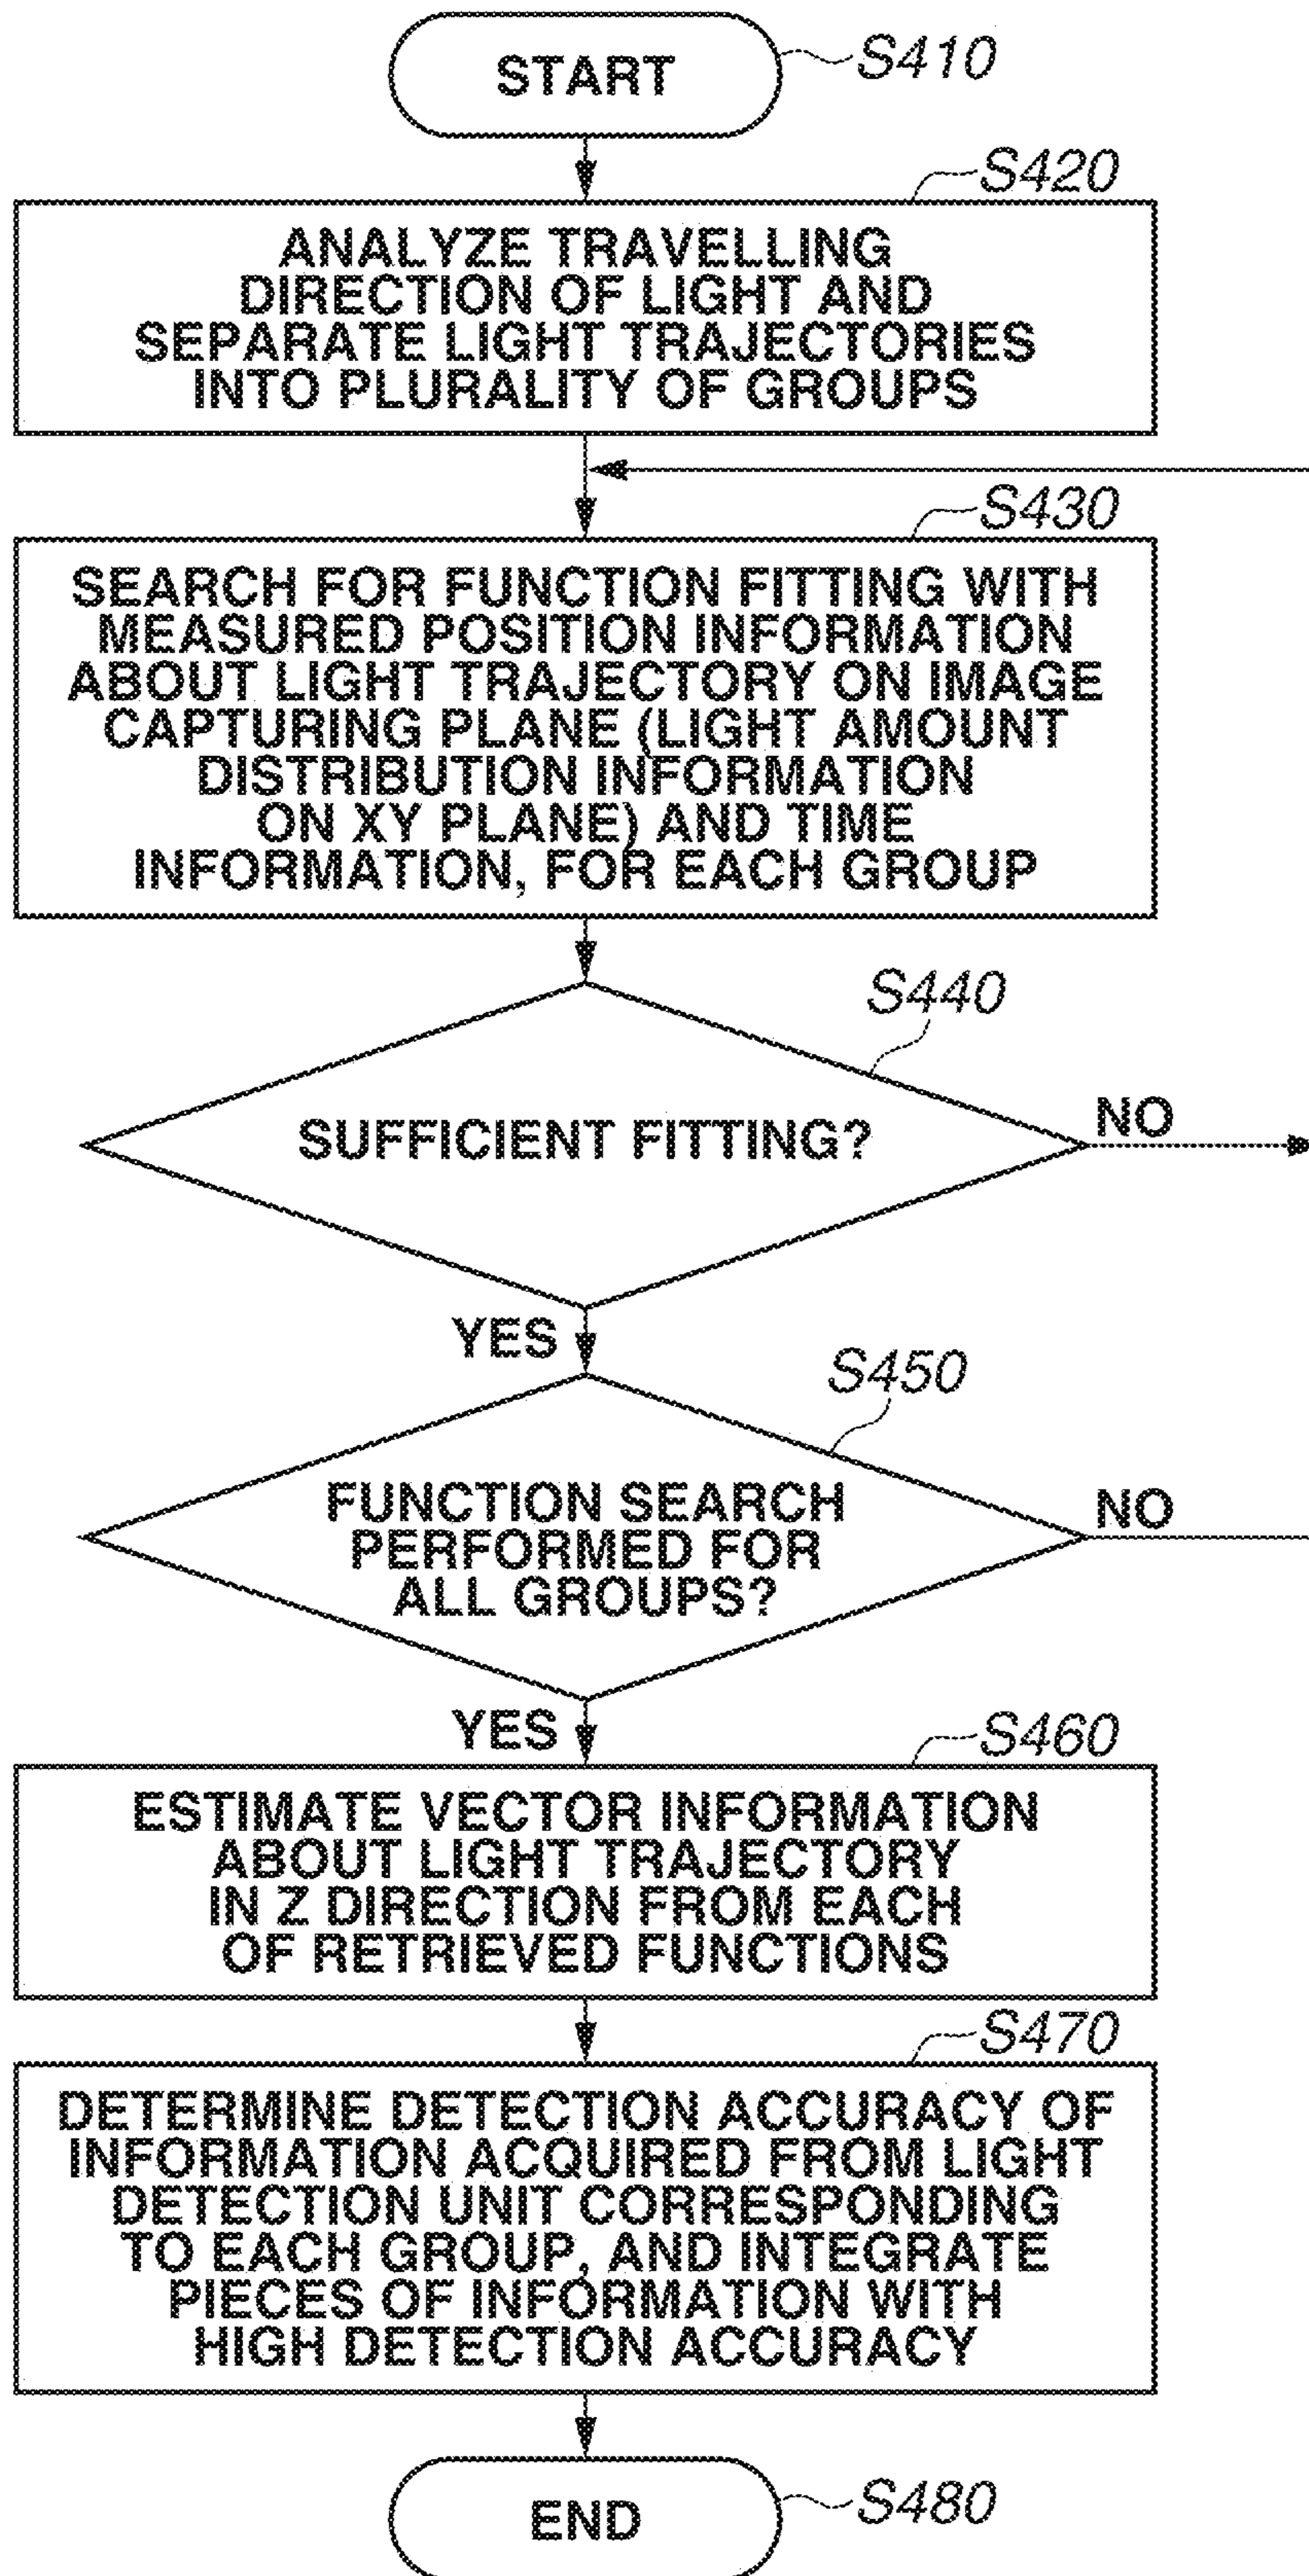 START
S410
S420
ANALYZE TRAVELLING
DIRECTION OF LIGHT AND
SEPARATE LIGHT TRAJECTORIES
INTO PLURALITY OF GROUPS
S430
SEARCH FOR FUNCTION FITTING WITH
MEASURED POSITION INFORMATION
ABOUT LIGHT TRAJECTORY ON IMAGE
CAPTURING PLANE (LIGHT AMOUNT
DISTRIBUTION INFORMATION
ON XY PLANE) AND TIME
INFORMATION, FOR EACH GROUP
S440
SUFFICIENT FITTING?
NO
YES
S450
FUNCTION SEARCH
PERFORMED FOR
ALL GROUPS?
NO
YES
S460
ESTIMATE VECTOR INFORMATION
ABOUT LIGHT TRAJECTORY
IN Z DIRECTION FROM EACH
OF RETRIEVED FUNCTIONS
S470
DETERMINE DETECTION ACCURACY OF
INFORMATION ACQUIRED FROM LIGHT
DETECTION UNIT CORRESPONDING
TO EACH GROUP, AND INTEGRATE
PIECES OF INFORMATION WITH
HIGH DETECTION ACCURACY
END
S480